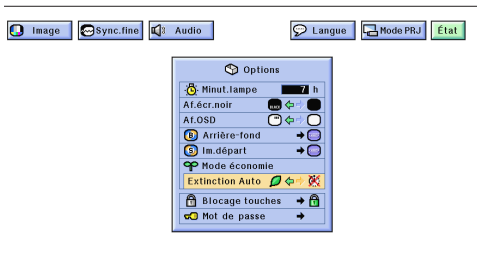 Image Sync.fine Audio Langue Mode PRJ État
Options
Minut.lampe 7 h
Af.écr.noir BLACK
Af.OSD
Arrière-fond
Im.départ
Mode économie
Extinction Auto
Blocage touches
Mot de passe